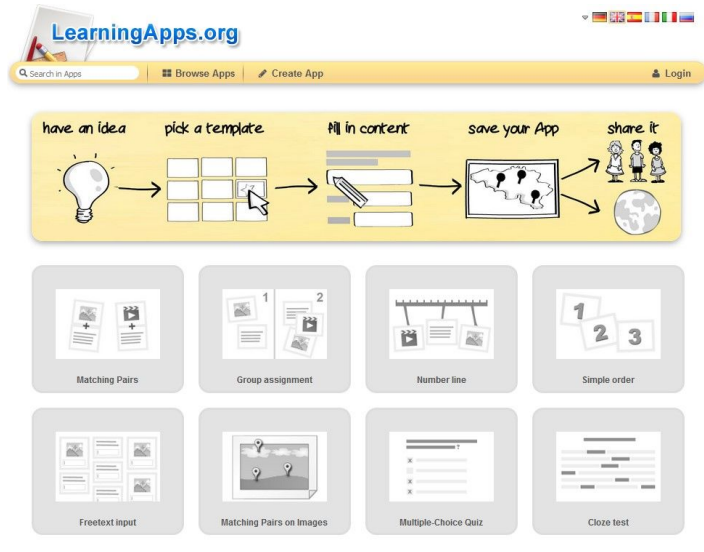 LearningApps.org
Search in Apps
Browse Apps
Create App
Login
have an idea
pick a template
fill in content
save your App
share it
1
2
1
2
3
Matching Pairs
Group assignment
Number line
Simple order
?
x
x
x
Freetext input
Matching Pairs on Images
Multiple-Choice Quiz
Cloze test